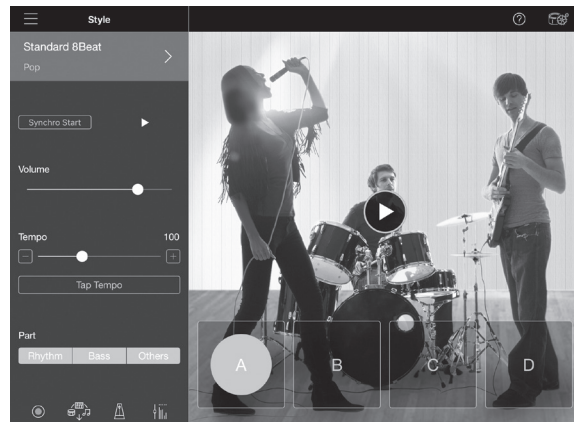 Style
?
Standard 8Beat
Pop
Synchro Start
Volume
Tempo 100
Tap Tempo
Part
Rhythm Bass Others
A B C D